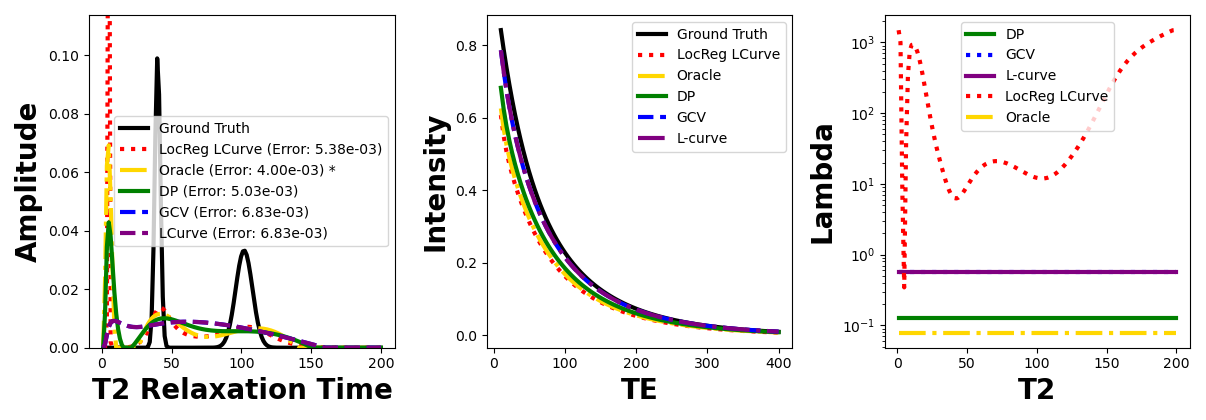 Amplitude
0.10
0.08
0.06
0.04
0.02
0.00
Ground Truth
LocReg LCurve (Error: 5.38e-03)
Oracle (Error: 4.00e-03) *
DP (Error: 5.03e-03)
GCV (Error: 6.83e-03)
LCurve (Error: 6.83e-03)
0 50 100 150 200
T2 Relaxation Time
Intensity
0.8
0.6
0.4
0.2
0.0
Ground Truth
LocReg LCurve
Oracle
DP
GCV
L-curve
0 100 200 300 400
TE
Lambda
10³
10²
10¹
10⁰
10⁻¹
DP
GCV
L-curve
LocReg LCurve
Oracle
0 50 100 150 200
T2